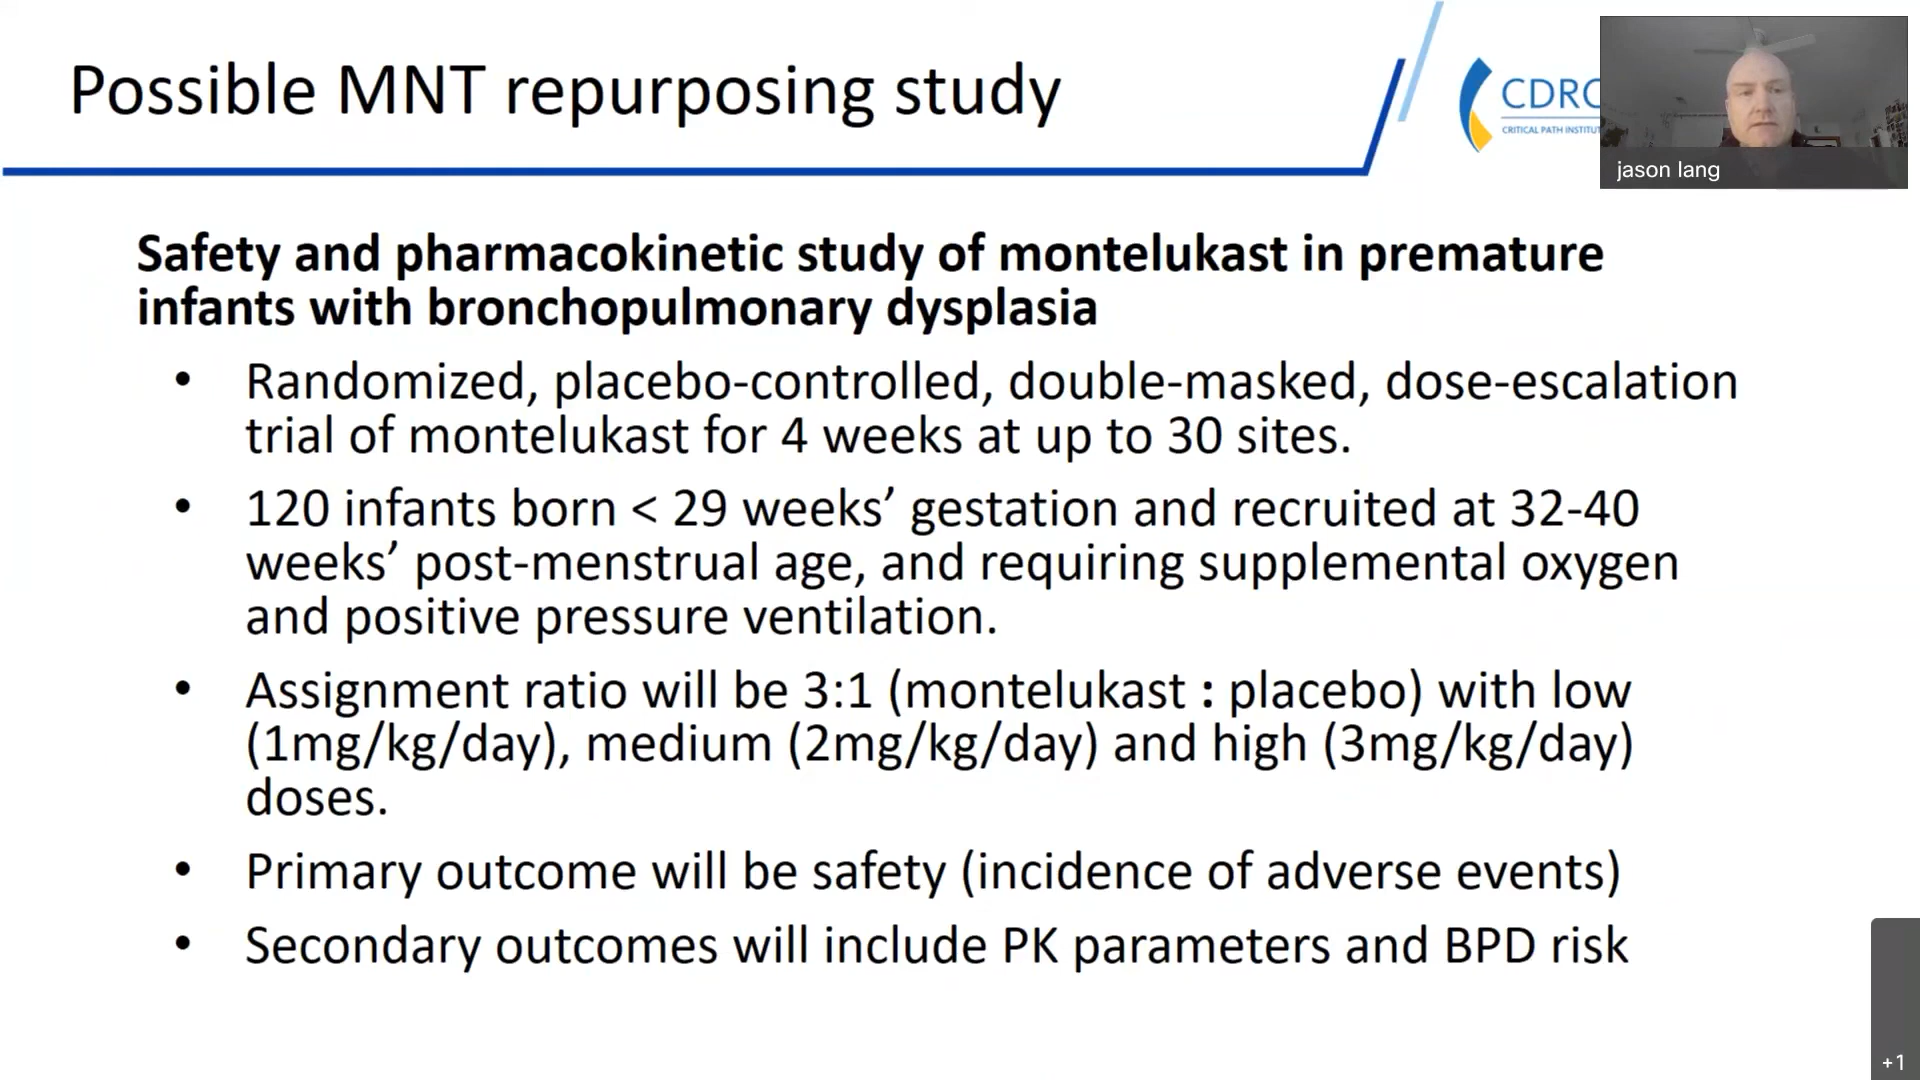 Possible MNT repurposing study
CDRC
CRITICAL PATH INSTITUT
jason lang
Safety and pharmacokinetic study of montelukast in premature
infants with bronchopulmonary dysplasia
• Randomized, placebo-controlled, double-masked, dose-escalation
trial of montelukast for 4 weeks at up to 30 sites.
• 120 infants born < 29 weeks’ gestation and recruited at 32-40
weeks’ post-menstrual age, and requiring supplemental oxygen
and positive pressure ventilation.
• Assignment ratio will be 3:1 (montelukast : placebo) with low
(1mg/kg/day), medium (2mg/kg/day) and high (3mg/kg/day)
doses.
• Primary outcome will be safety (incidence of adverse events)
• Secondary outcomes will include PK parameters and BPD risk
+1